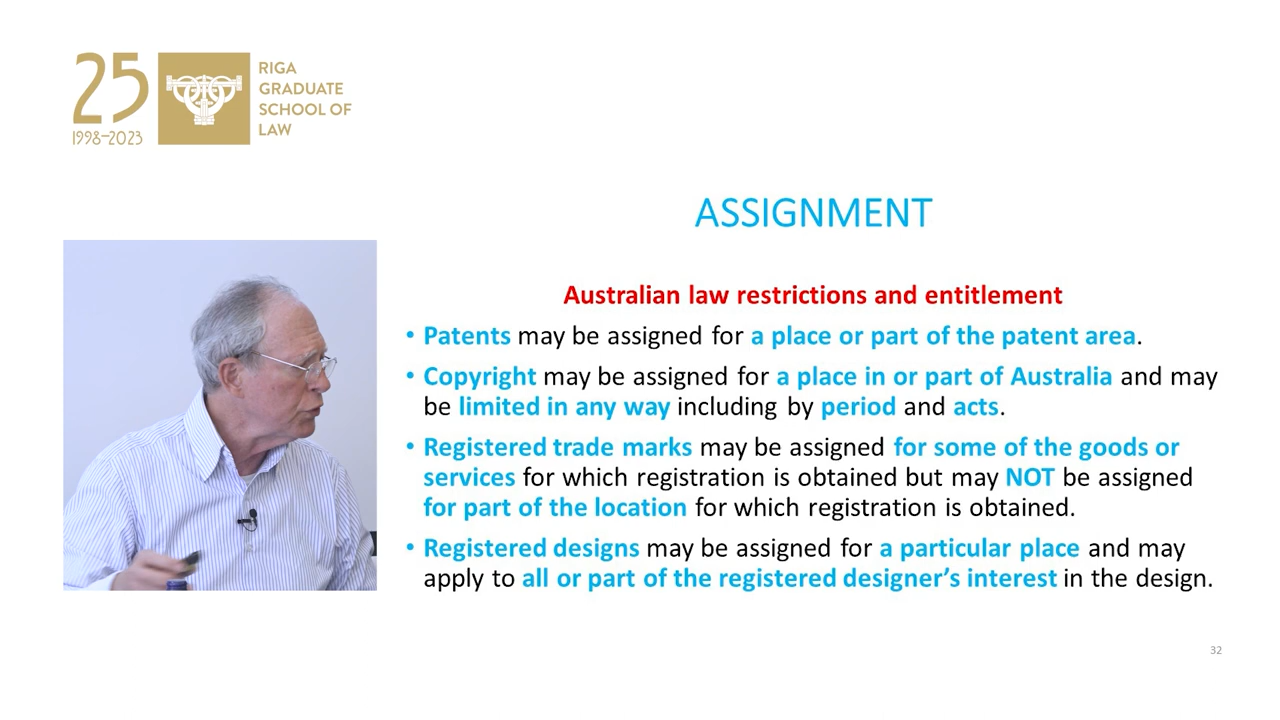 25
1998–2023
RIGA
GRADUATE
SCHOOL OF
LAW
ASSIGNMENT
Australian law restrictions and entitlement
• Patents may be assigned for a place or part of the patent area.
• Copyright may be assigned for a place in or part of Australia and may
be limited in any way including by period and acts.
• Registered trade marks may be assigned for some of the goods or
services for which registration is obtained but may NOT be assigned
for part of the location for which registration is obtained.
• Registered designs may be assigned for a particular place and may
apply to all or part of the registered designer’s interest in the design.
32